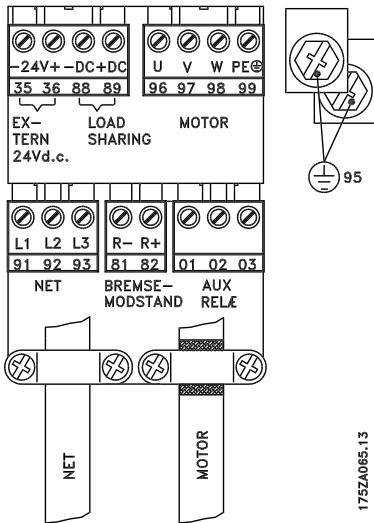 −24V+ −DC+DC U V W PE
35 36 88 89 96 97 98 99
EX−
TERN
24Vd.c.
LOAD
SHARING
MOTOR
95
L1 L2 L3 R− R+
91 92 93 81 82 01 02 03
NET
BREMSE−
MODSTAND
AUX
RELÆ
NET
MOTOR
175ZA065.13